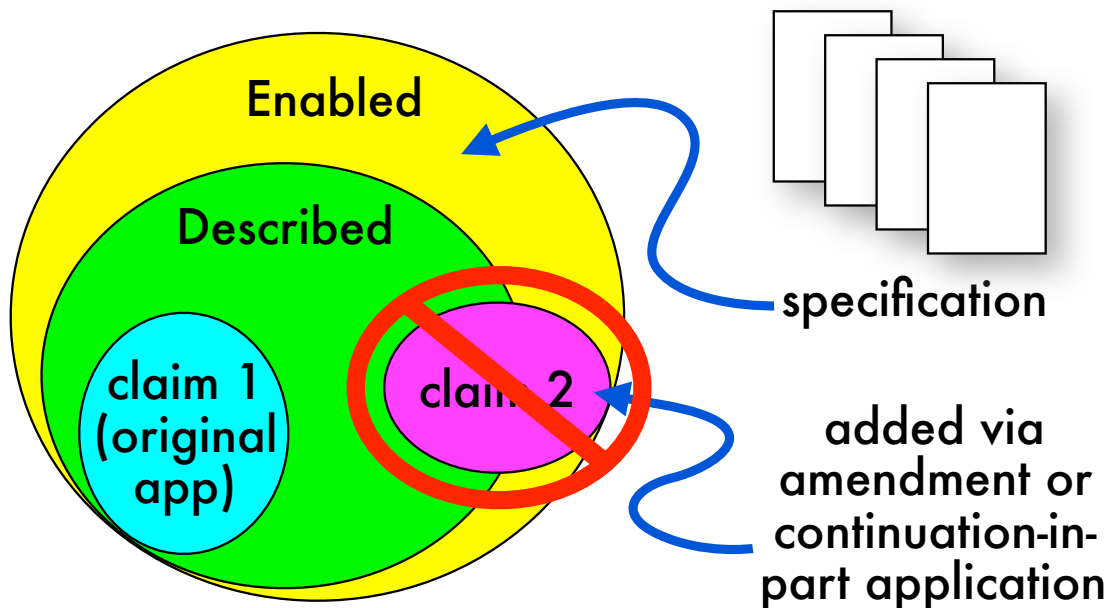 Enabled
Described
claim 1
(original
app)
claim 2
specification
added via
amendment or
continuation-in-
part application